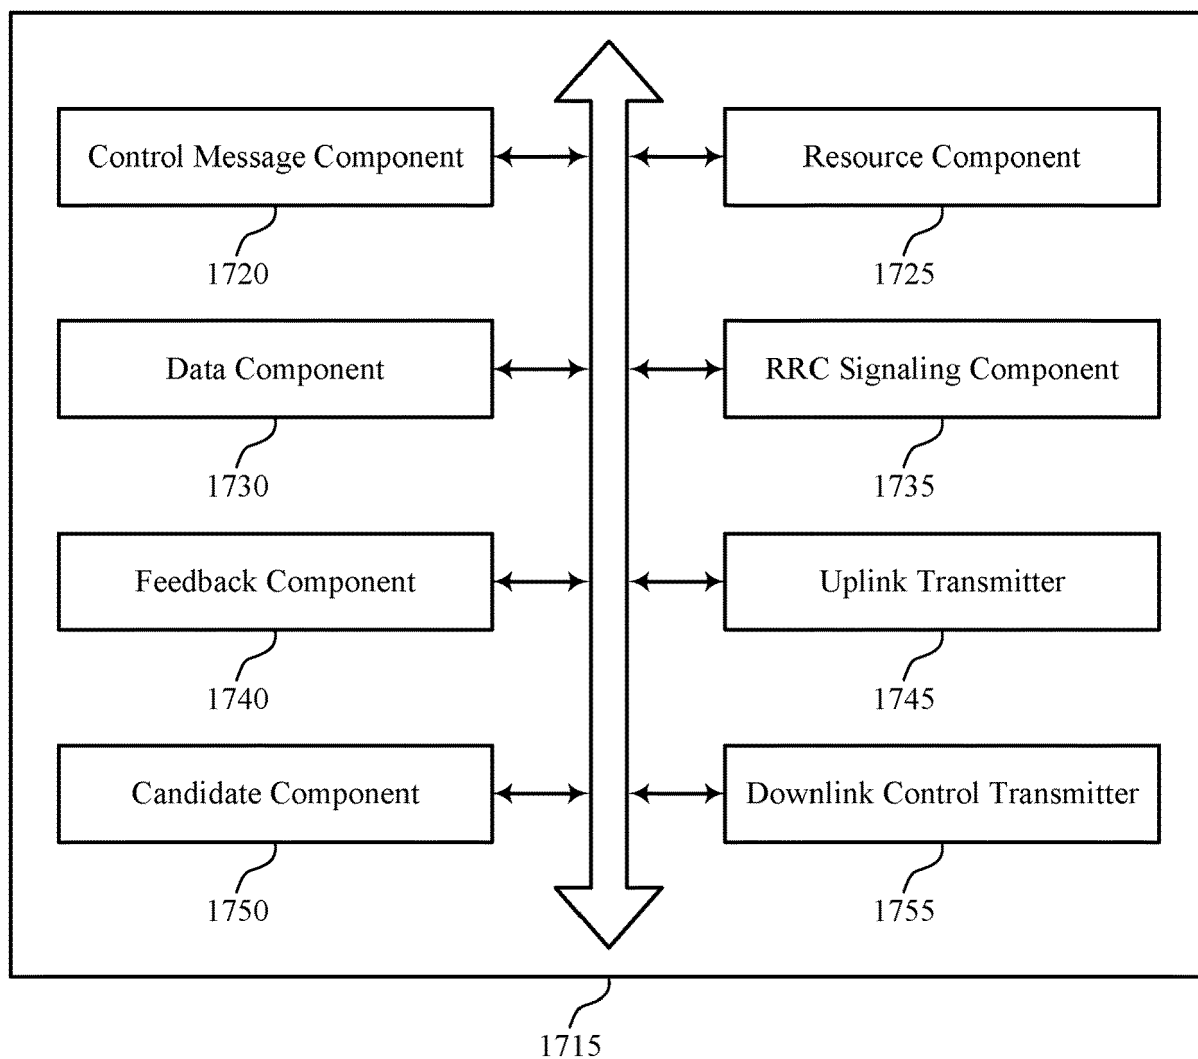 Control Message Component
Resource Component
1720
1725
Data Component
RRC Signaling Component
1730
1735
Feedback Component
Uplink Transmitter
1740
1745
Candidate Component
Downlink Control Transmitter
1750
1755
1715